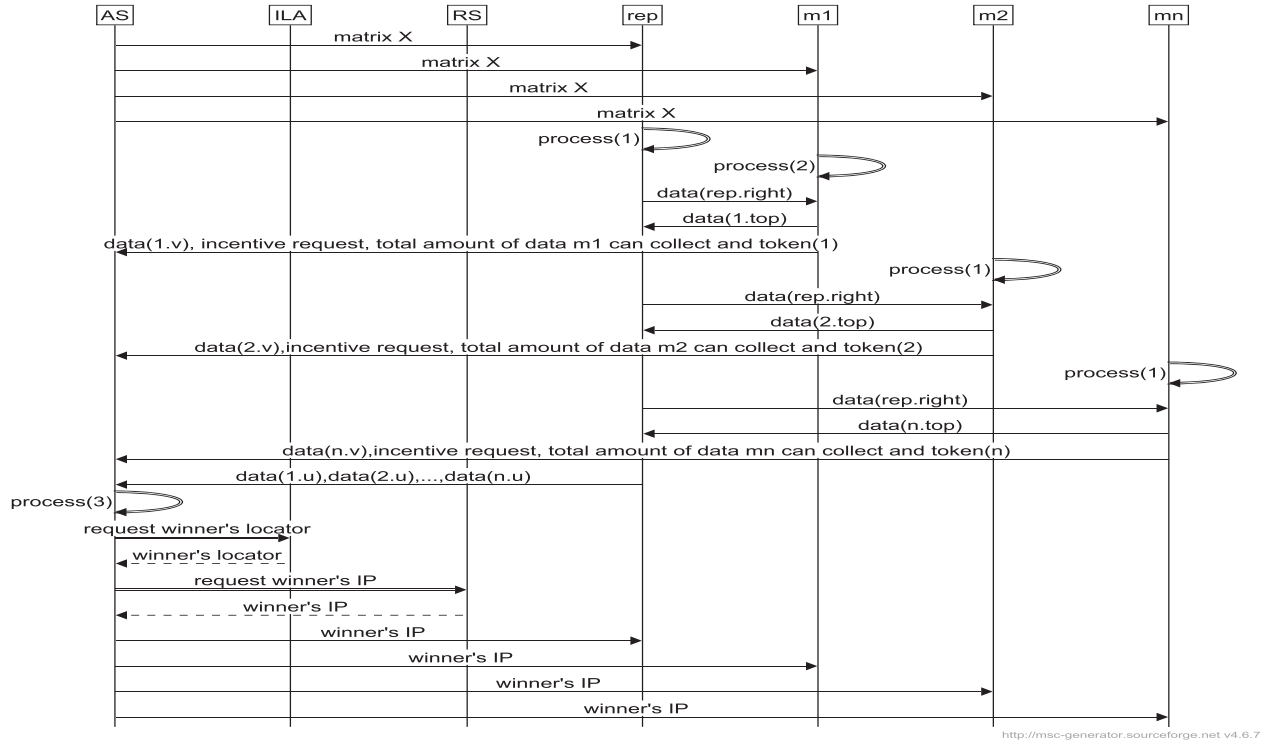 AS ILA RS rep m1 m2 mn
matrix X
matrix X
matrix X
matrix X
process(1)
process(2)
data(rep.right)
data(1.top)
data(1.v), incentive request, total amount of data m1 can collect and token(1)
process(1)
data(rep.right)
data(2.top)
data(2.v),incentive request, total amount of data m2 can collect and token(2)
process(1)
data(rep.right)
data(n.top)
data(n.v),incentive request, total amount of data mn can collect and token(n)
data(1.u),data(2.u),...,data(n.u)
process(3)
request winner's locator
winner's locator
request winner's IP
winner's IP
winner's IP
winner's IP
winner's IP
winner's IP
http://msc-generator.sourceforge.net v4.6.7